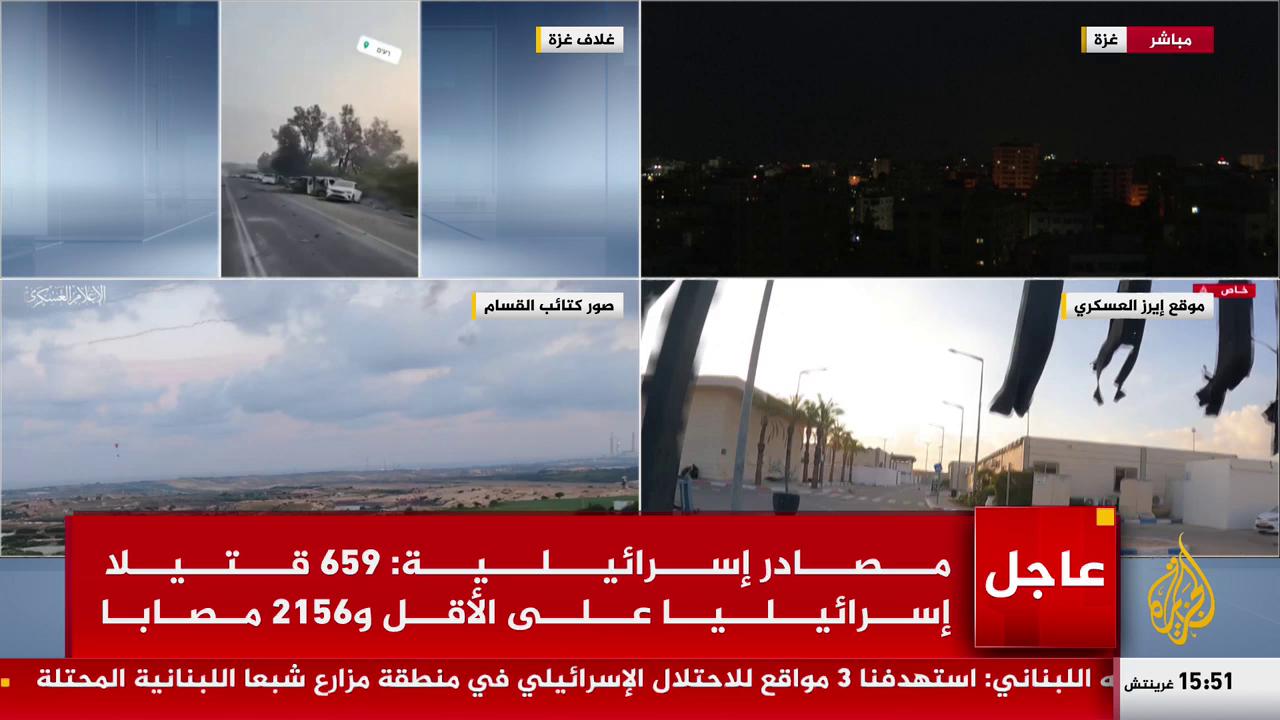 مباشر
غزة
غلاف غزة
רעים
خاص
موقع إيرز العسكري
صور كتائب القسام
الإعلام العسكري
عاجل
مصادر إسرائيلية: 659 قتيلا
إسرائيليا على الأقل و2156 مصابا
الجزيرة
ه اللبناني: استهدفنا 3 مواقع للاحتلال الإسرائيلي في منطقة مزارع شبعا اللبنانية المحتلة
15:51 غرينتش